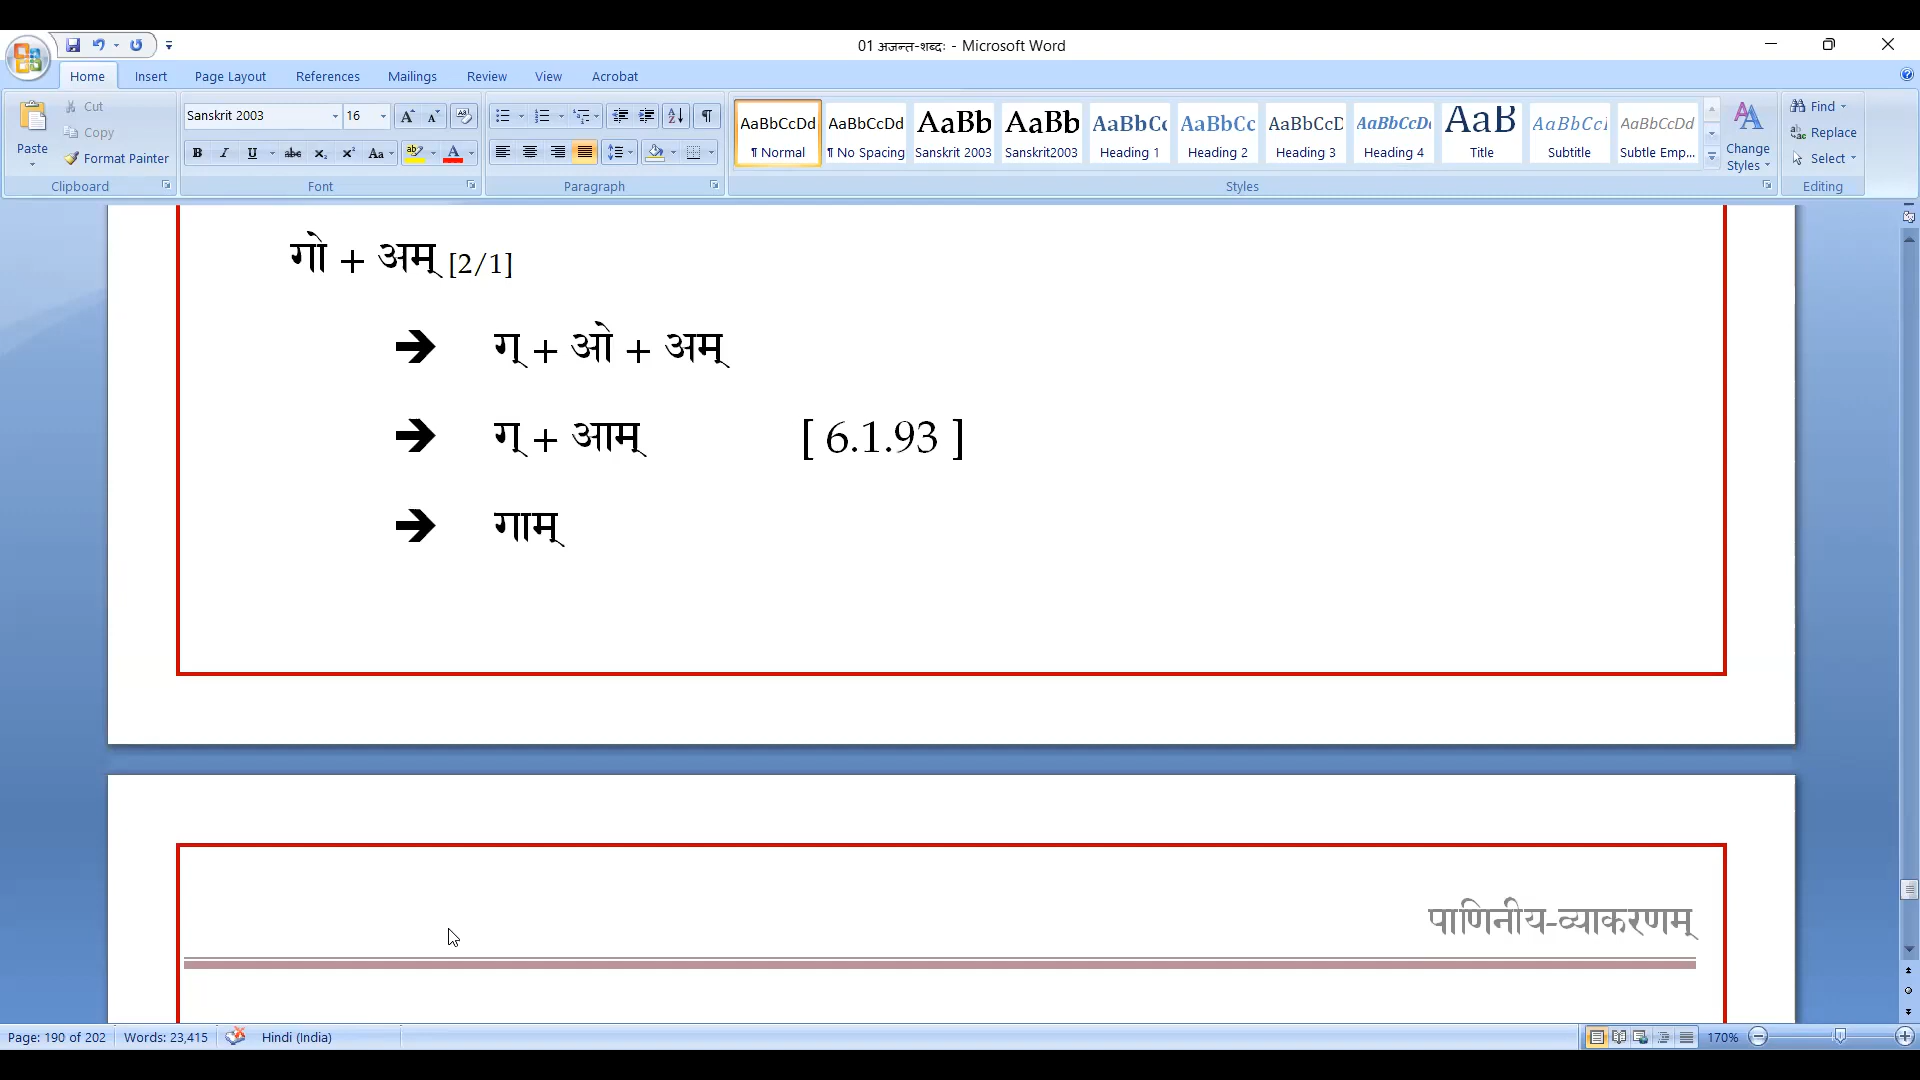 01 अजन्त-शब्दः - Microsoft Word
Home Insert Page Layout References Mailings Review View Acrobat
Paste Cut Copy Format Painter
Clipboard
Sanskrit 2003 16
Font
Paragraph
AaBbCcDd AaBbCcDd AaBb AaBb AaBbCc AaBbCc AaBbCcD AaBbCcDc AaB AaBbCcI AaBbCcDd
¶ Normal ¶ No Spacing Sanskrit 2003 Sanskrit2003 Heading 1 Heading 2 Heading 3 Heading 4 Title Subtitle Subtle Emp...
Styles
Change Styles
Find
Replace
Select
Editing
गो + अम् [2/1]
➔ ग् + ओ + अम्
➔ ग् + आम् [ 6.1.93 ]
➔ गाम्
पाणिनीय-व्याकरणम्
Page: 190 of 202 Words: 23,415 Hindi (India) 170%